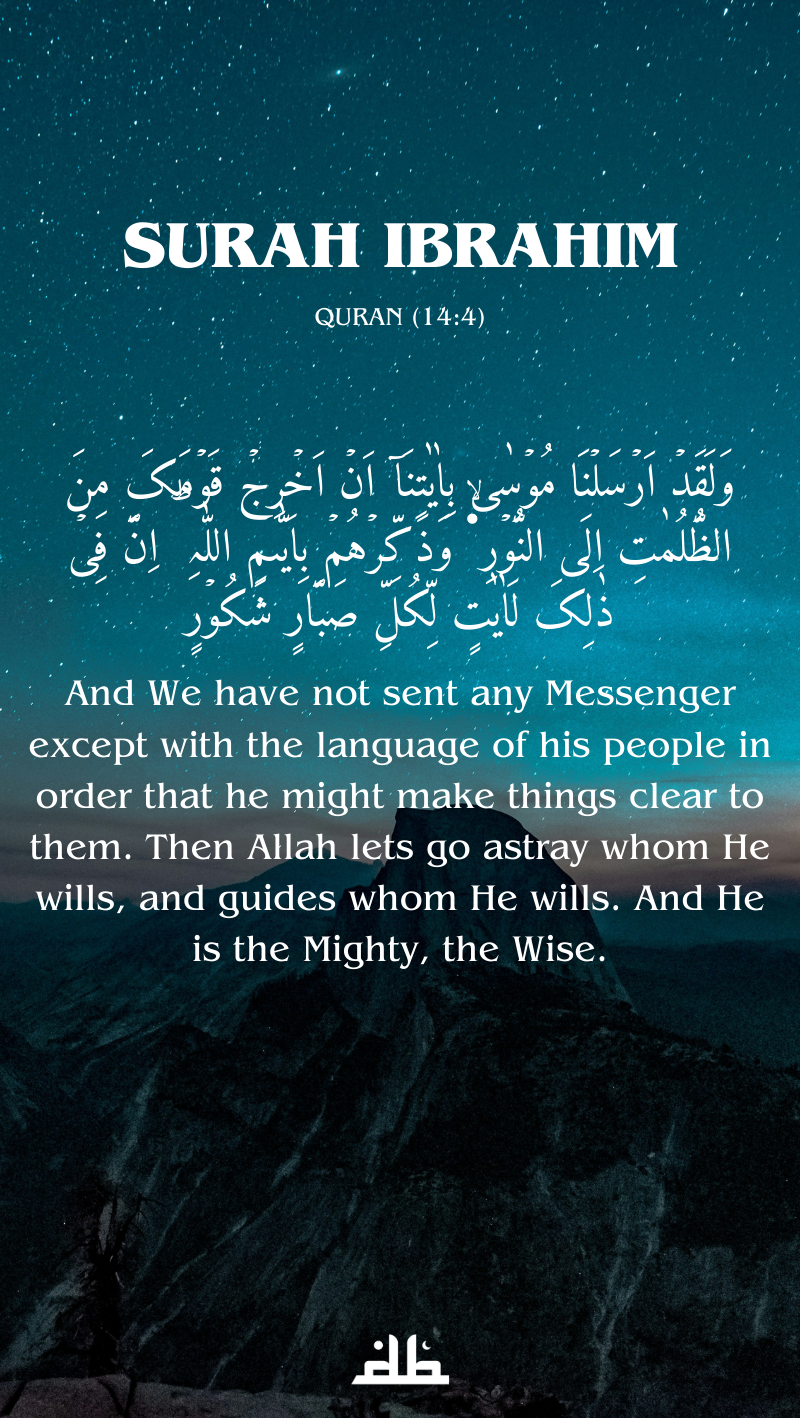 SURAH IBRAHIM
QURAN (14:4)
وَلَقَدۡ اَرۡسَلۡنَا مُوۡسٰىۙ بِاٰيٰتِنَاۤ اَنۡ اَخۡرِجۡ قَوۡمَكَ مِنَ
الظُّلُمٰتِ اِلَى النُّوۡرِ وَذَكِّرۡهُمۡ بِاَيّٰٮمِ اللّٰهِ‌ اِنَّ فِىۡ
ذٰلِكَ لَاٰيٰتٍ لِّكُلِّ صَبَّارٍ شَكُوۡرٍ
And We have not sent any Messenger
except with the language of his people in
order that he might make things clear to
them. Then Allah lets go astray whom He
wills, and guides whom He wills. And He
is the Mighty, the Wise.